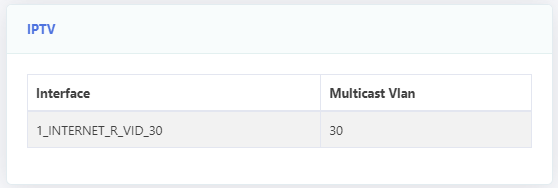 IPTV
Interface Multicast Vlan
1_INTERNET_R_VID_30 30